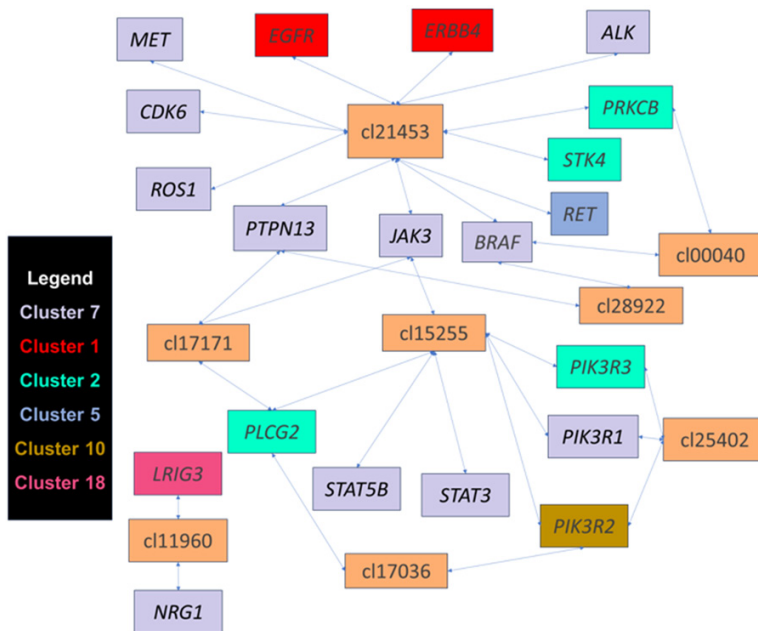 MET
EGFR
ERBB4
ALK
CDK6
cl21453
PRKCB
STK4
ROS1
RET
PTPN13
JAK3
BRAF
cl00040
Legend
Cluster 7
Cluster 1
Cluster 2
Cluster 5
Cluster 10
Cluster 18
cl28922
cl17171
cl15255
PIK3R3
PLCG2
PIK3R1
cl25402
LRIG3
STAT5B
STAT3
PIK3R2
cl11960
cl17036
NRG1